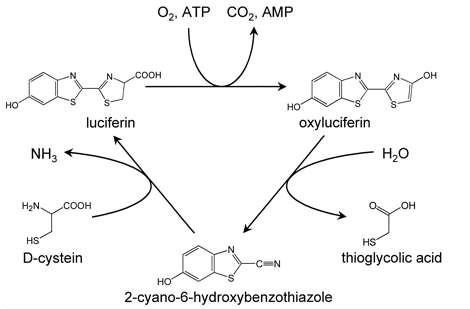 O₂, ATP
CO₂, AMP
N
S
HO
N
S
COOH
luciferin
N
S
HO
N
S
OH
oxyluciferin
NH₃
H₂O
H₂N
COOH
HS
D-cystein
N
S
HO
C≡N
2-cyano-6-hydroxybenzothiazole
O
OH
HS
thioglycolic acid